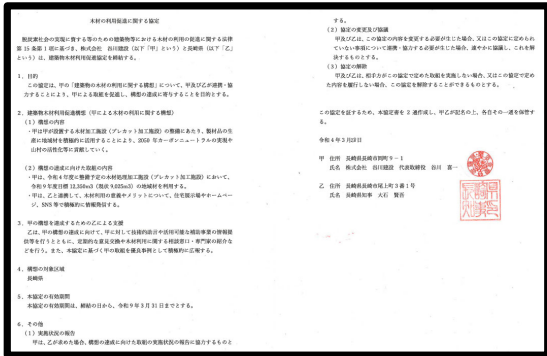 木材の利用促進に関する協定
脱炭素社会の実現に資する等のための建築物等における木材の利用の促進に関する法律
第 15 条第 1 項に基づき、株式会社 谷川建設（以下「甲」という）と長崎県（以下「乙」
という）は、建築物木材利用促進協定を締結する。
1、目的
この協定は、甲の「建築物の木材の利用に関する構想」について、甲及び乙が連携・協
力することにより、甲による取組を促進し、構想の達成に寄与することを目的とする。
2、建築物木材利用促進構想（甲による木材の利用に関する構想）
（1）構想の内容
・甲は甲が設置する木材加工施設（プレカット加工施設）の整備にあたり、製材品の生
産に地域材を積極的に活用することにより、2050 年カーボンニュートラルの実現や
山村の活性化等に貢献していく。
（2）構想の達成に向けた取組の内容
・甲は、令和4年度に整備予定の木材処理加工施設（プレカット加工施設）において、
令和9年度目標 12,350m3（現状 9,025m3）の地域材を利用する。
・甲は、乙と連携して、木材利用の意義やメリットについて、住宅展示場やホームペー
ジ、SNS 等で積極的に情報発信する。
3、甲の構想を達成するための乙による支援
乙は、甲の構想の達成に向けて、甲に対して技術的助言や活用可能な補助事業の情報提
供等を行うとともに、定期的な意見交換や木材利用に関する相談窓口・専門家の紹介な
どを行う。また、本協定に基づく甲の取組を優良事例として積極的に広報する。
4、構想の対象区域
長崎県
5、本協定の有効期間
本協定の有効期間は、締結の日から、令和9年3月31日までとする。
6、その他
（1）実施状況の報告
甲は、乙が求めた場合、構想の達成に向けた取組の実施状況の報告に協力するものと
する。
（2）協定の変更及び協議
甲及び乙は、この協定の内容を変更する必要が生じた場合、又はこの協定に定められ
ていない事項について連携・協力する必要が生じた場合、速やかに協議し、これを解
決するものとする。
（3）協定の解除
甲及び乙は、相手方がこの協定で定めた取組を実施しない場合、又はこの協定で定め
た内容を履行しない場合、この協定を解除することができるものとする。
この協定を証するため、本協定書を 2 通作成し、甲乙が記名の上、各自その一通を保管す
る。
令和4年3月29日
甲 住所 長崎県長崎市間町9－1
氏名 株式会社 谷川建設 代表取締役 谷川 喜一
乙 住所 長崎県長崎市尾上町3番1号
氏名 長崎県知事 大石 賢吾